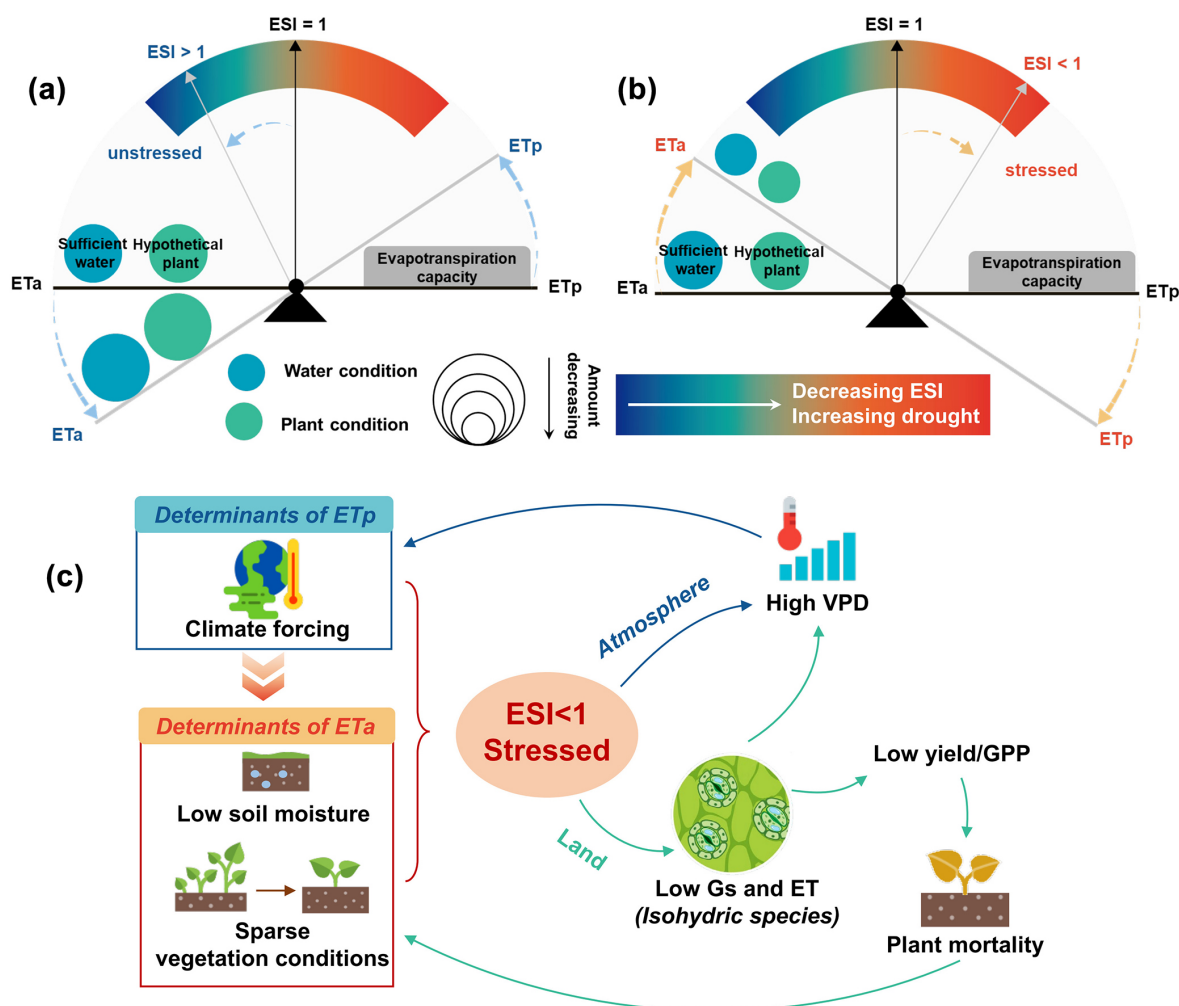 (a)
ESI = 1
ESI > 1
unstressed
ETp
Sufficient
water
Hypothetical
plant
Evapotranspiration
capacity
ETa
ETp
ETa
(b)
ESI = 1
ESI < 1
ETa
stressed
Sufficient
water
Hypothetical
plant
Evapotranspiration
capacity
ETa
ETp
ETp
Water condition
Plant condition
Amount
decreasing
Decreasing ESI
Increasing drought
(c)
Determinants of ETp
Climate forcing
Determinants of ETa
Low soil moisture
Sparse
vegetation conditions
ESI<1
Stressed
Atmosphere
High VPD
Land
Low Gs and ET
(Isohydric species)
Low yield/GPP
Plant mortality